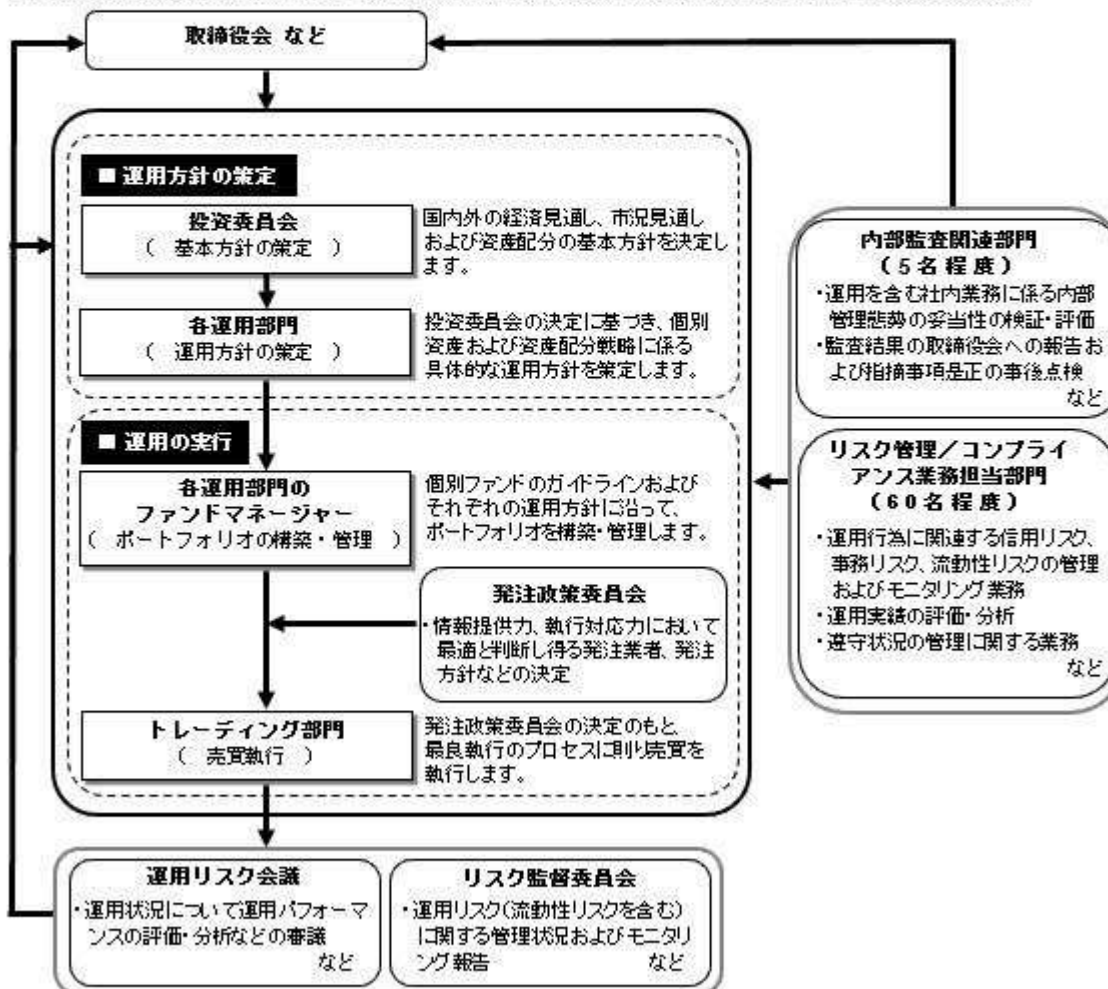 取締役会 など
■ 運用方針の策定
投資委員会
( 基本方針の策定 )
国内外の経済見通し、市況見通し
および資産配分の基本方針を決定し
ます。
各運用部門
( 運用方針の策定 )
投資委員会の決定に基づき、個別
資産および資産配分戦略に係る
具体的な運用方針を策定します。
■ 運用の実行
各運用部門の
ファンドマネージャー
( ポートフォリオの構築・管理 )
個別ファンドのガイドラインおよび
それぞれの運用方針に沿って、
ポートフォリオを構築・管理します。
発注政策委員会
・情報提供力、執行対応力において
最適と判断し得る発注業者、発注
方針などの決定
トレーディング部門
( 売買執行 )
発注政策委員会の決定のもと、
最良執行のプロセスに則り売買を
執行します。
内部監査関連部門
(5名程度)
・運用を含む社内業務に係る内部
管理態勢の妥当性の検証・評価
・監査結果の取締役会への報告お
よび指摘事項是正の事後点検
など
リスク管理/コンプライ
アンス業務担当部門
(60名程度)
・運用行為に関連する信用リスク、
事務リスク、流動性リスクの管理
およびモニタリング業務
・運用実績の評価・分析
・遵守状況の管理に関する業務
など
運用リスク会議
・運用状況について運用パフォーマ
ンスの評価・分析などの審議
など
リスク監督委員会
・運用リスク(流動性リスクを含む)
に関する管理状況およびモニタリ
ング報告 など